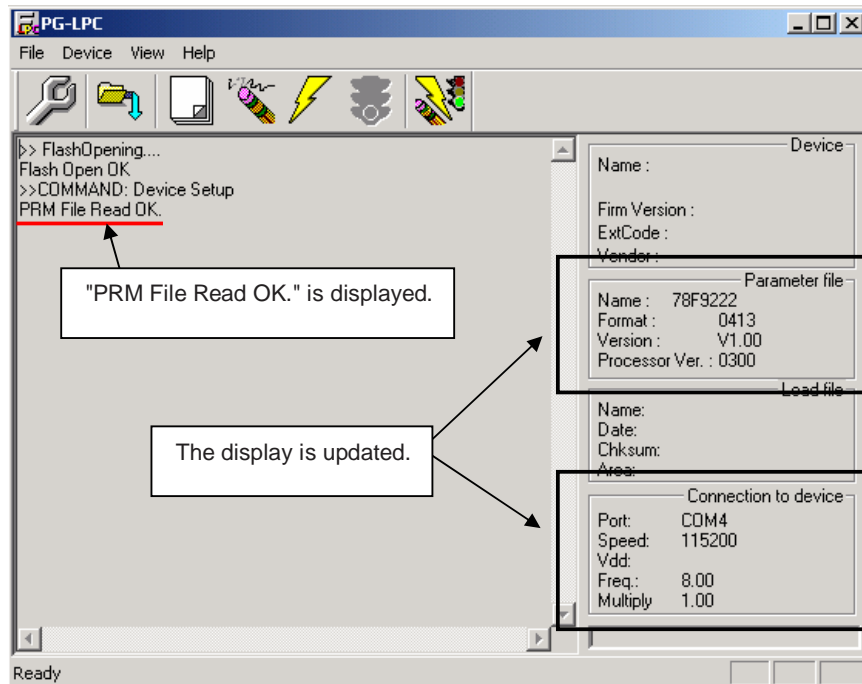 PG-LPC
File Device View Help
>> FlashOpening....
Flash Open OK
>>COMMAND: Device Setup
PRM File Read OK.
"PRM File Read OK." is displayed.
The display is updated.
Device
Name :
Firm Version :
ExtCode :
Vendor :
Parameter file
Name : 78F9222
Format : 0413
Version : V1.00
Processor Ver. : 0300
Load file
Name:
Date:
Chksum:
Area:
Connection to device
Port: COM4
Speed: 115200
Vdd:
Freq.: 8.00
Multiply 1.00
Ready